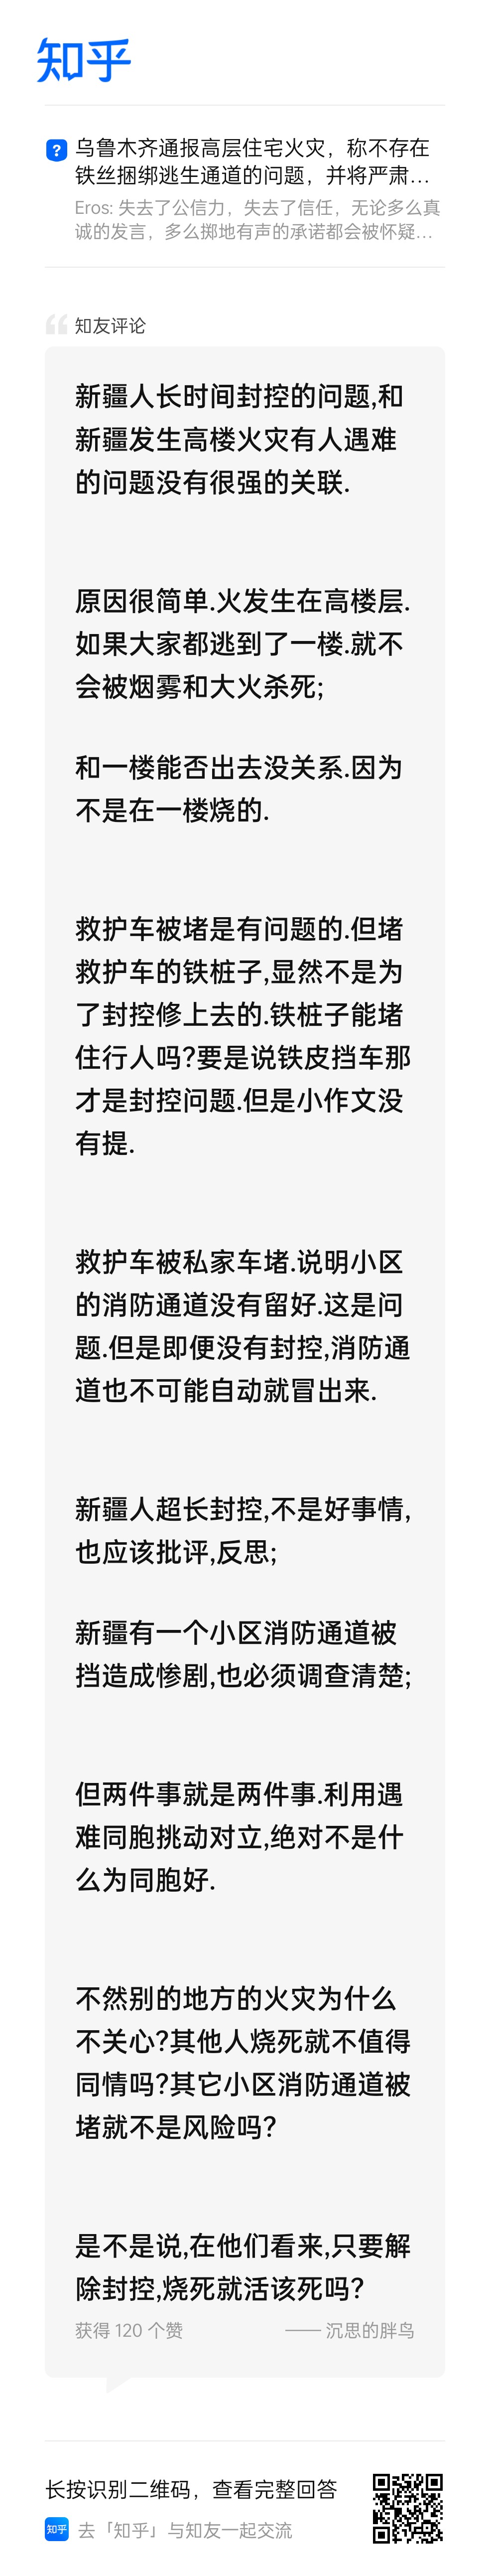 知乎
乌鲁木齐通报高层住宅火灾，称不存在
铁丝捆绑逃生通道的问题，并将严肃…
Eros: 失去了公信力，失去了信任，无论多么真
诚的发言，多么掷地有声的承诺都会被怀疑…
知友评论
新疆人长时间封控的问题,和
新疆发生高楼火灾有人遇难
的问题没有很强的关联.
原因很简单.火发生在高楼层.
如果大家都逃到了一楼.就不
会被烟雾和大火杀死;
和一楼能否出去没关系.因为
不是在一楼烧的.
救护车被堵是有问题的.但堵
救护车的铁桩子,显然不是为
了封控修上去的.铁桩子能堵
住行人吗?要是说铁皮挡车那
才是封控问题.但是小作文没
有提.
救护车被私家车堵.说明小区
的消防通道没有留好.这是问
题.但是即便没有封控,消防通
道也不可能自动就冒出来.
新疆人超长封控,不是好事情,
也应该批评,反思;
新疆有一个小区消防通道被
挡造成惨剧,也必须调查清楚;
但两件事就是两件事.利用遇
难同胞挑动对立,绝对不是什
么为同胞好.
不然别的地方的火灾为什么
不关心?其他人烧死就不值得
同情吗?其它小区消防通道被
堵就不是风险吗?
是不是说,在他们看来,只要解
除封控,烧死就活该死吗?
获得 120 个赞 —— 沉思的胖鸟
长按识别二维码，查看完整回答
知乎 去「知乎」与知友一起交流